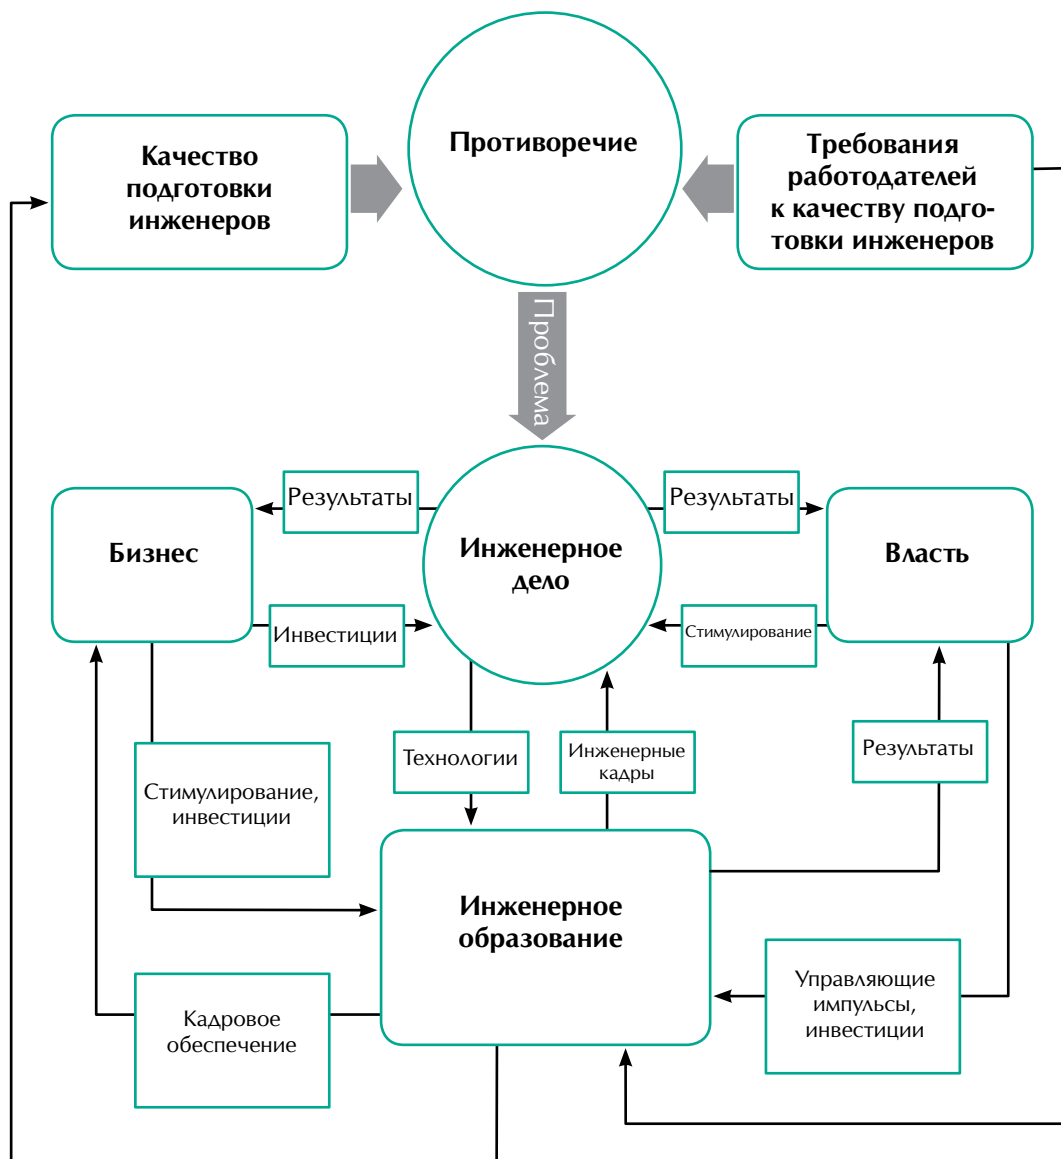 Качество
подготовки
инженеров
Противоречие
Требования
работодателей
к качеству подго-
товки инженеров
Проблема
Результаты
Результаты
Бизнес
Инженерное
дело
Власть
Инвестиции
Стимулирование
Технологии
Инженерные
кадры
Результаты
Стимулирование,
инвестиции
Инженерное
образование
Управляющие
импульсы,
инвестиции
Кадровое
обеспечение